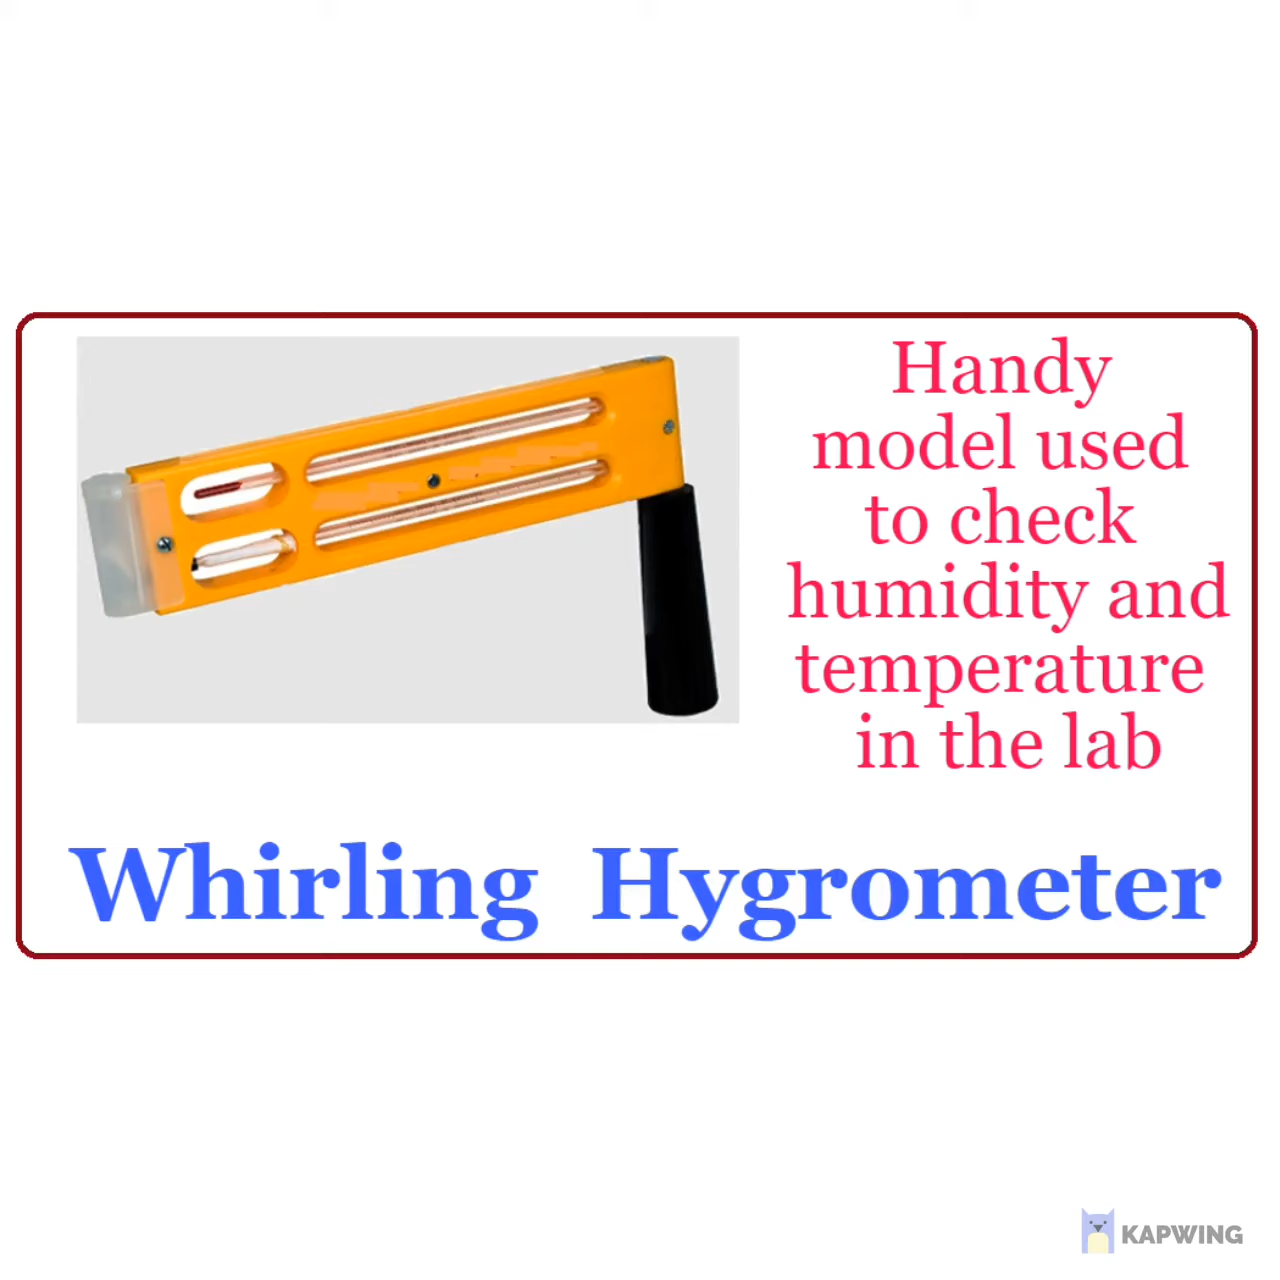 Handy
model used
to check
humidity and
temperature
in the lab
Whirling Hygrometer
KAPWING